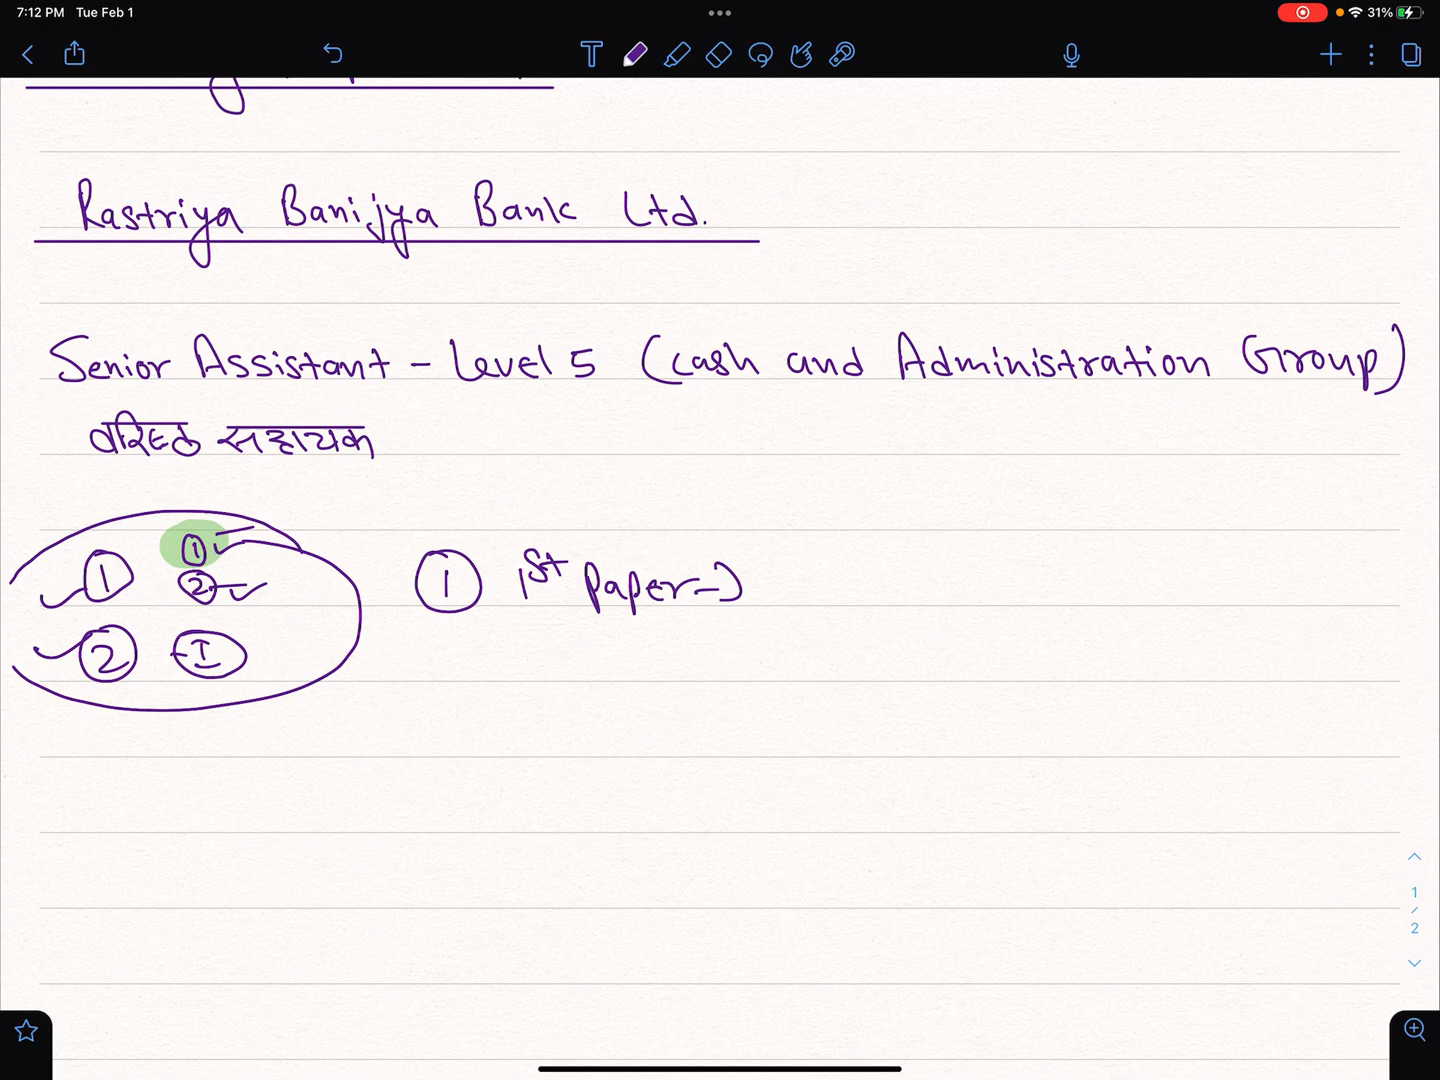 7:12 PM Tue Feb 1
31%
Rastriya Banijya Bank Ltd.
Senior Assistant - Level 5 (Cash and Administration Group)
वरिष्ठ सहायक
1
1
2
2 I
1 1st Paper->
1
/
2